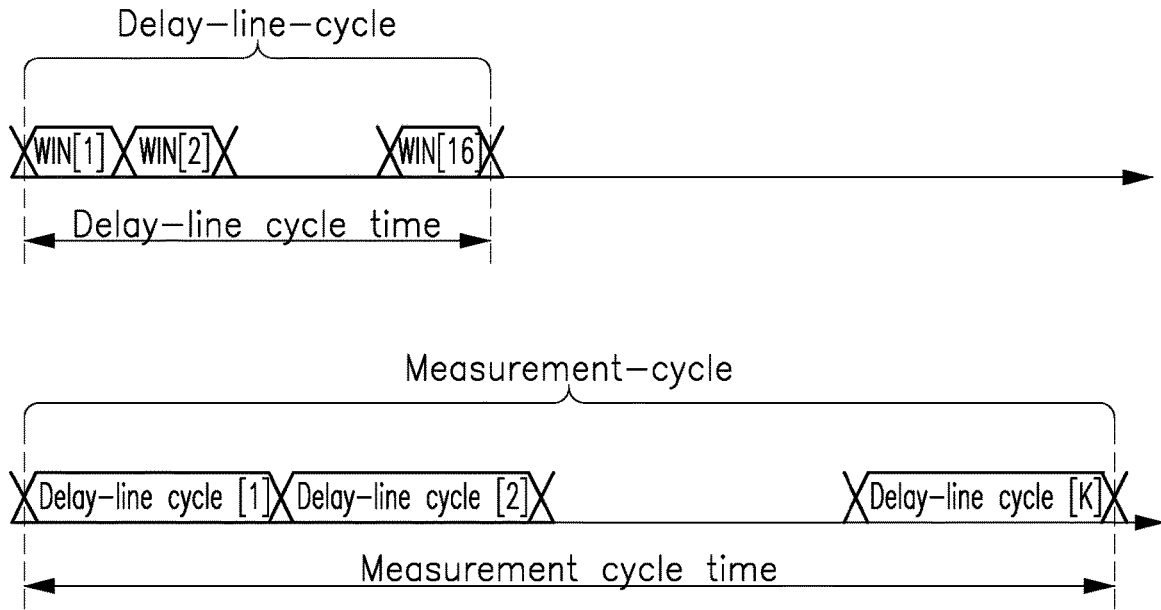 Delay-line-cycle
WIN[1] WIN[2] WIN[16]
Delay-line cycle time
Measurement-cycle
Delay-line cycle [1] Delay-line cycle [2] Delay-line cycle [K]
Measurement cycle time